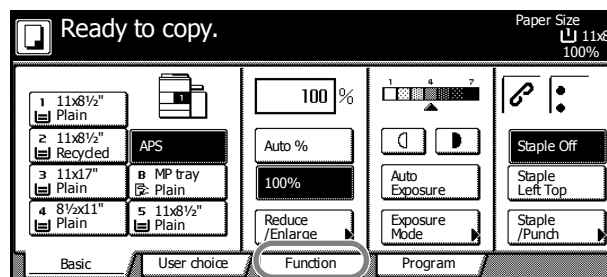 Ready to copy.
Paper Size
11x8
100%
1 11x8½"
Plain
2 11x8½"
Recycled
3 11x17"
Plain
4 8½x11"
Plain
1
APS
B MP tray
Plain
5 11x8½"
Plain
100 %
Auto %
100%
Reduce
/Enlarge
1 4 7
Auto
Exposure
Exposure
Mode
Staple Off
Staple
Left Top
Staple
/Punch
Basic
User choice
Function
Program